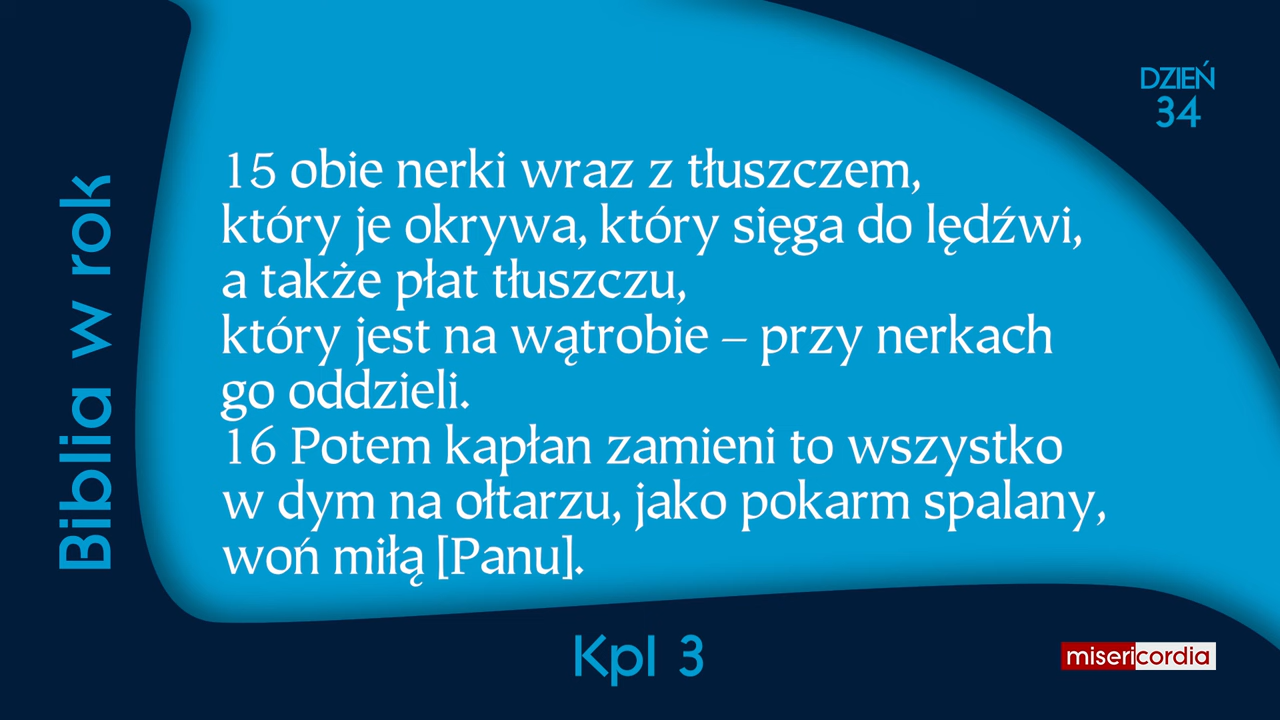 DZIEŃ
34
Biblia w rok
15 obie nerki wraz z tłuszczem,
który je okrywa, który sięga do lędźwi,
a także płat tłuszczu,
który jest na wątrobie – przy nerkach
go oddzieli.
16 Potem kapłan zamieni to wszystko
w dym na ołtarzu, jako pokarm spalany,
woń miłą [Panu].
Kpl 3
misericordia